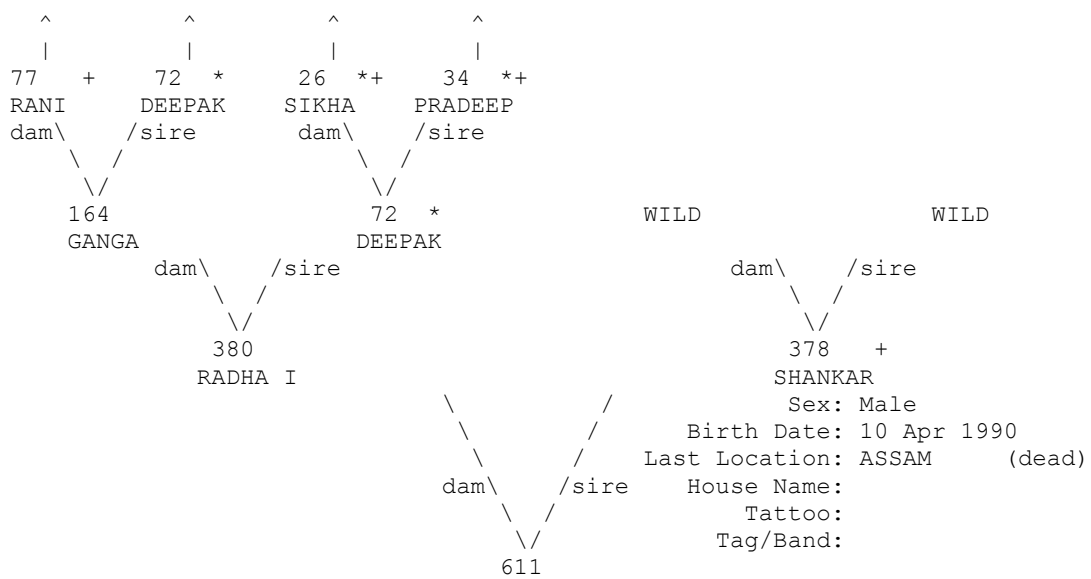 ^ ^ ^ ^
| | | |
77 + 72 * 26 *+ 34 *+
RANI DEEPAK SIKHA PRADEEP
dam\ /sire dam\ /sire
\ / \ /
\/ \/
164 72 * WILD WILD
GANGA DEEPAK
dam\ /sire dam\ /sire
\ / \ /
\/ \/
380 378 +
RADHA I SHANKAR
\ / Sex: Male
\ / Birth Date: 10 Apr 1990
\ / Last Location: ASSAM (dead)
dam\ /sire House Name:
\ / Tattoo:
\/ Tag/Band:
611